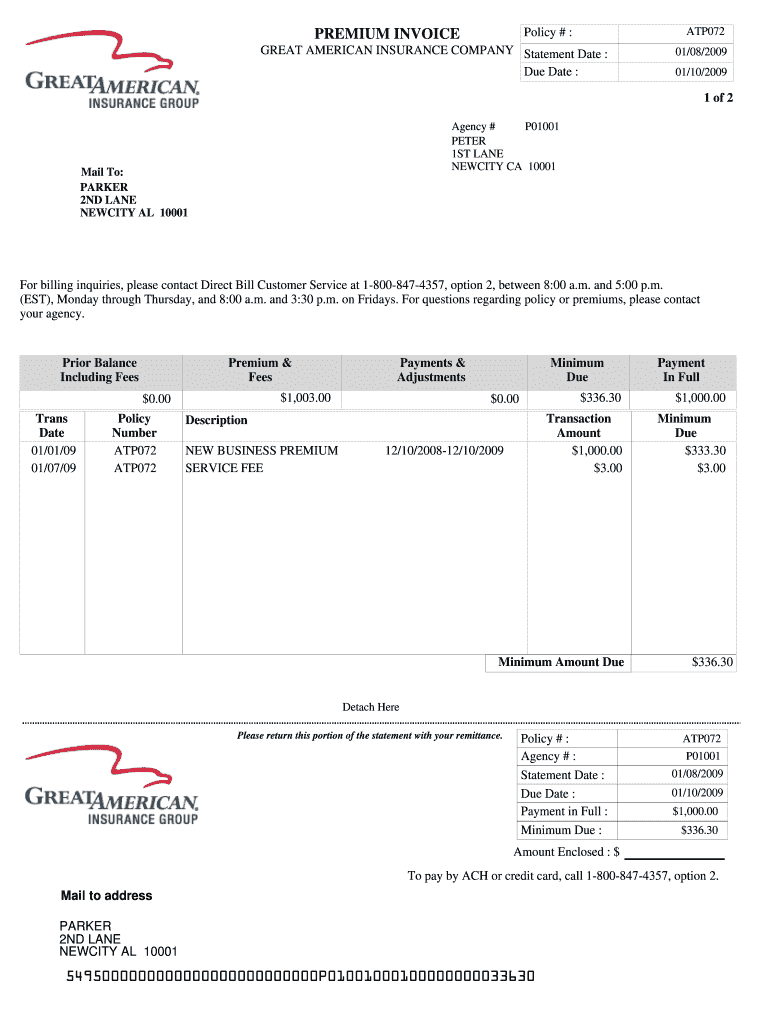 GREATAMERICAN
INSURANCE GROUP
PREMIUM INVOICE
GREAT AMERICAN INSURANCE COMPANY
Policy # : ATP072
Statement Date : 01/08/2009
Due Date : 01/10/2009
1 of 2
Agency # P01001
PETER
1ST LANE
NEWCITY CA 10001
Mail To:
PARKER
2ND LANE
NEWCITY AL 10001
For billing inquiries, please contact Direct Bill Customer Service at 1-800-847-4357, option 2, between 8:00 a.m. and 5:00 p.m.
(EST), Monday through Thursday, and 8:00 a.m. and 3:30 p.m. on Fridays. For questions regarding policy or premiums, please contact
your agency.
Prior Balance Premium & Payments & Minimum Payment
Including Fees Fees Adjustments Due In Full
$0.00 $1,003.00 $0.00 $336.30 $1,000.00
Trans Policy Description Transaction Minimum
Date Number Amount Due
01/01/09 ATP072 NEW BUSINESS PREMIUM 12/10/2008-12/10/2009 $1,000.00 $333.30
01/07/09 ATP072 SERVICE FEE $3.00 $3.00
Minimum Amount Due $336.30
Detach Here
Please return this portion of the statement with your remittance.
GREATAMERICAN
INSURANCE GROUP
Policy # : ATP072
Agency # : P01001
Statement Date : 01/08/2009
Due Date : 01/10/2009
Payment in Full : $1,000.00
Minimum Due : $336.30
Amount Enclosed : $
To pay by ACH or credit card, call 1-800-847-4357, option 2.
Mail to address
PARKER
2ND LANE
NEWCITY AL 10001